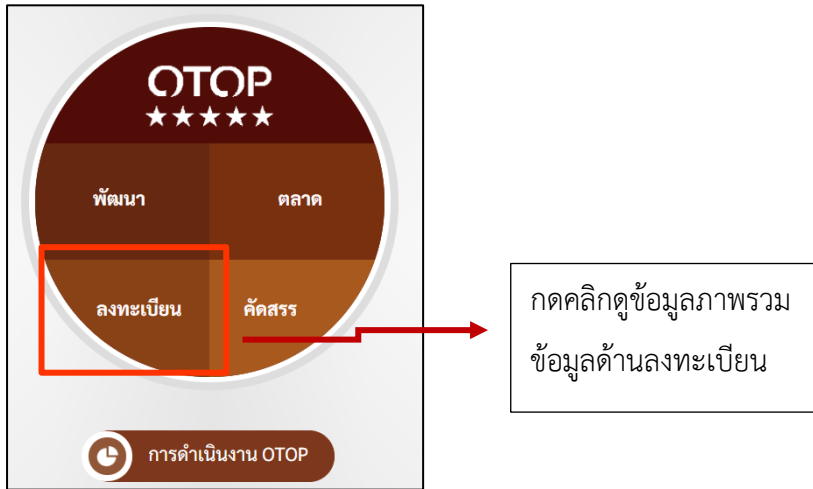 OTOP
พัฒนา
ตลาด
ลงทะเบียน
คัดสรร
การดำเนินงาน OTOP
กดคลิกดูข้อมูลภาพรวม
ข้อมูลด้านลงทะเบียน